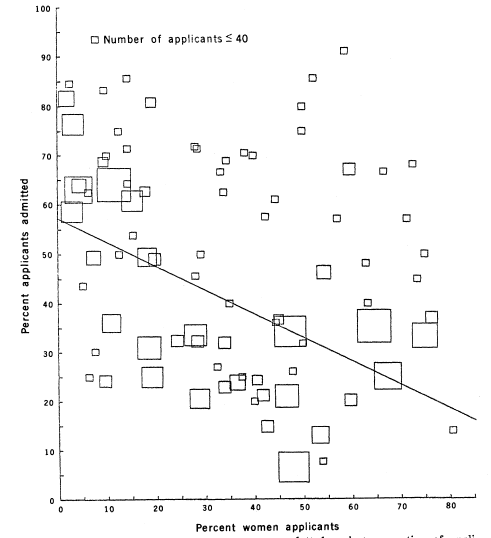 100
□ Number of applicants ≤ 40
90
80
70
60
50
40
30
20
10
0
Percent applicants admitted
0 10 20 30 40 50 60 70 80
Percent women applicants